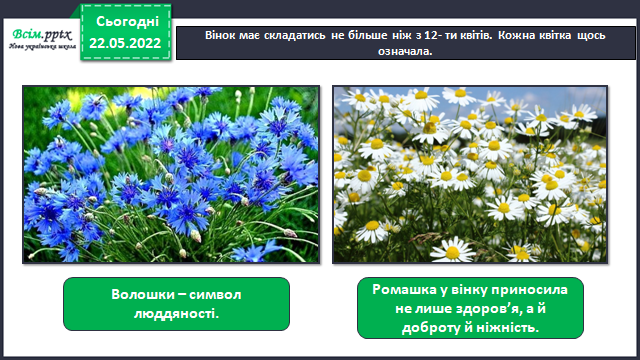 Всім.pptx
Нова українська школа
Сьогодні
22.05.2022
Вінок має складатись не більше ніж з 12- ти квітів. Кожна квітка щось
означала.
Волошки – символ
людяності.
Ромашка у вінку приносила
не лише здоров’я, а й
доброту й ніжність.